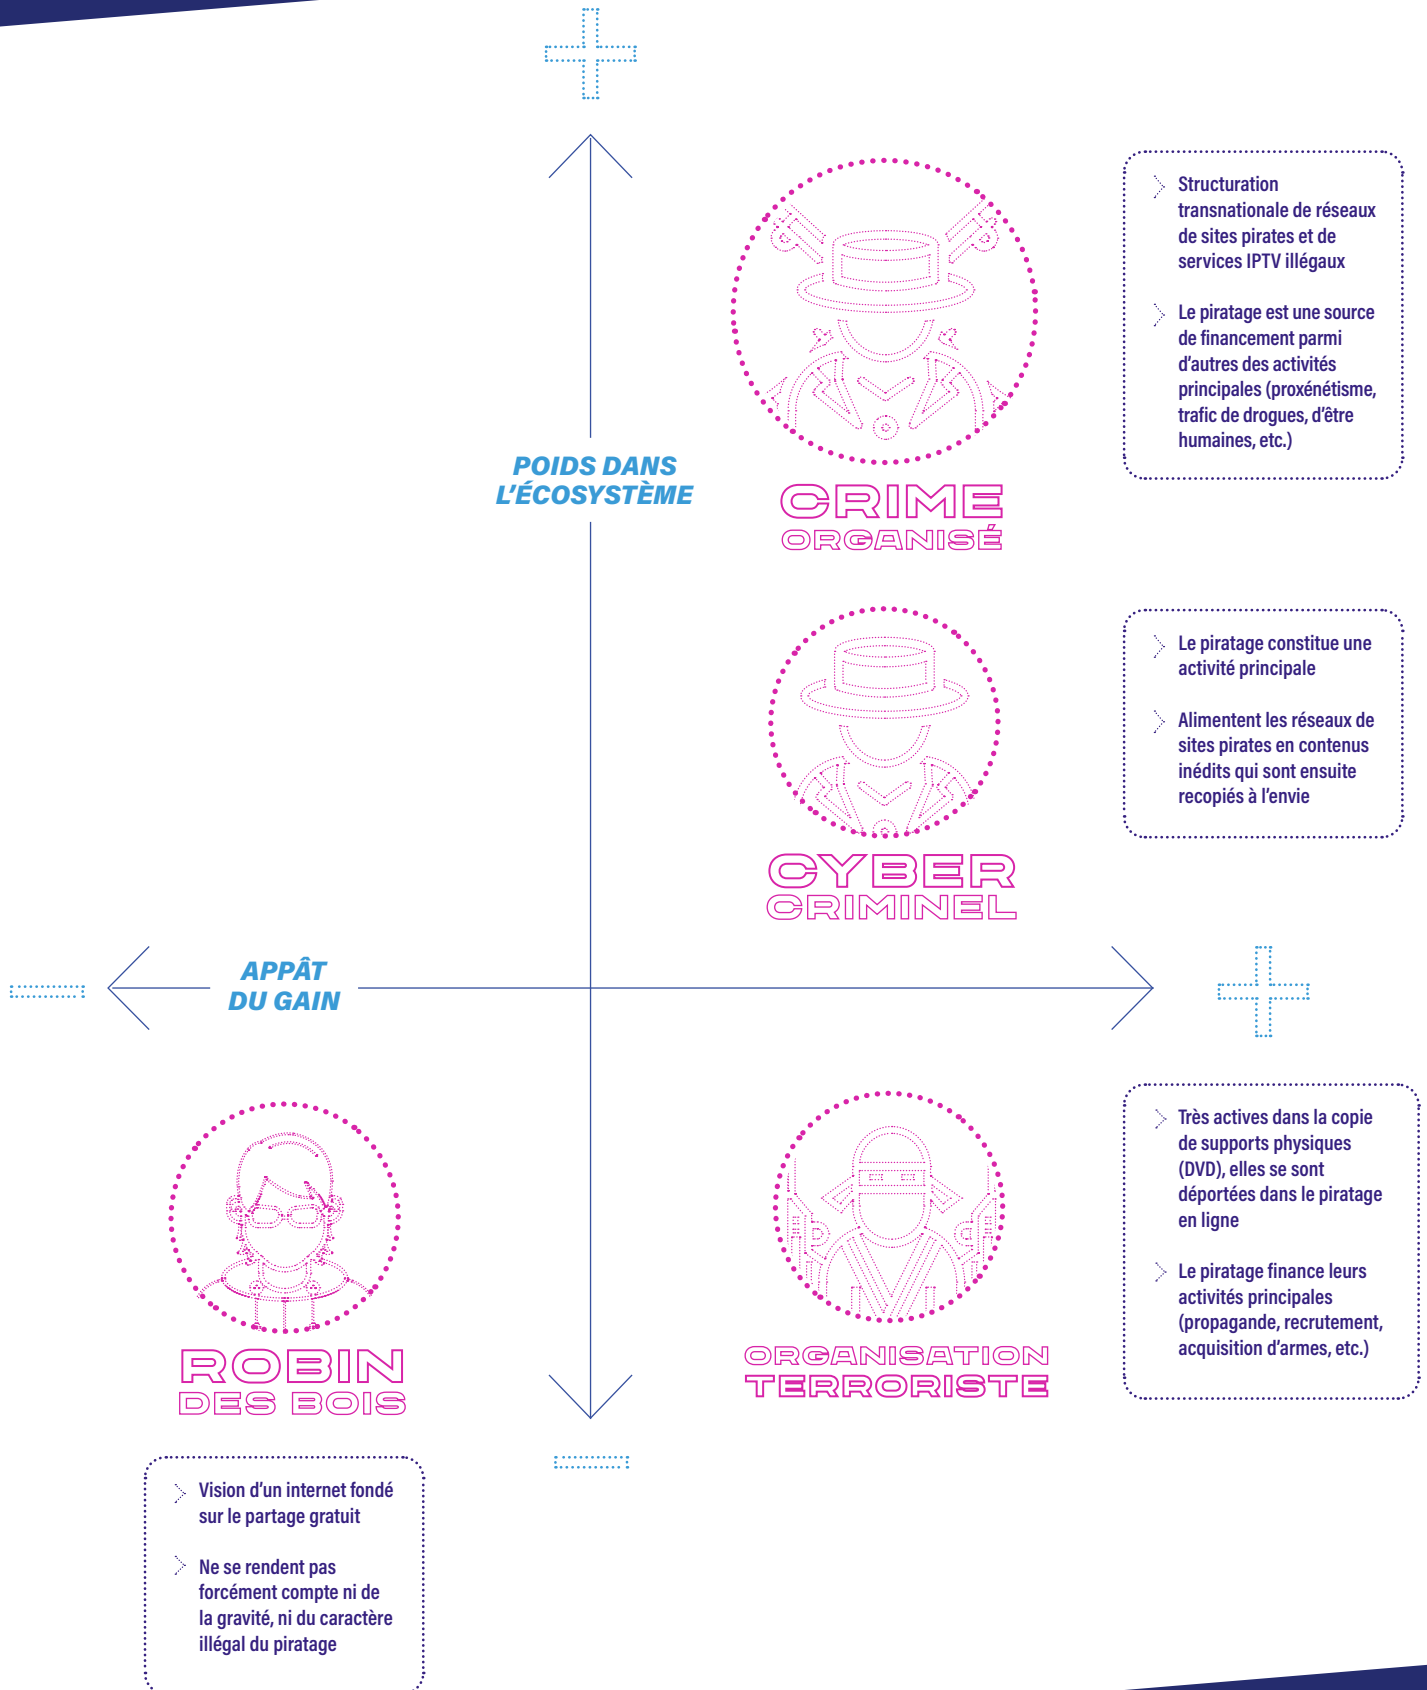 Structuration
transnationale de réseaux
de sites pirates et de
services IPTV illégaux
Le piratage est une source
de financement parmi
d'autres des activités
principales (proxénétisme,
trafic de drogues, d'être
humaines, etc.)
POIDS DANS
L'ÉCOSYSTÈME
CRIME
ORGANISÉ
Le piratage constitue une
activité principale
Alimentent les réseaux de
sites pirates en contenus
inédits qui sont ensuite
recopiés à l'envie
CYBER
CRIMINEL
APPÂT
DU GAIN
Très actives dans la copie
de supports physiques
(DVD), elles se sont
déportées dans le piratage
en ligne
Le piratage finance leurs
activités principales
(propagande, recrutement,
acquisition d'armes, etc.)
ORGANISATION
TERRORISTE
ROBIN
DES BOIS
Vision d'un internet fondé
sur le partage gratuit
Ne se rendent pas
forcément compte ni de
la gravité, ni du caractère
illégal du piratage